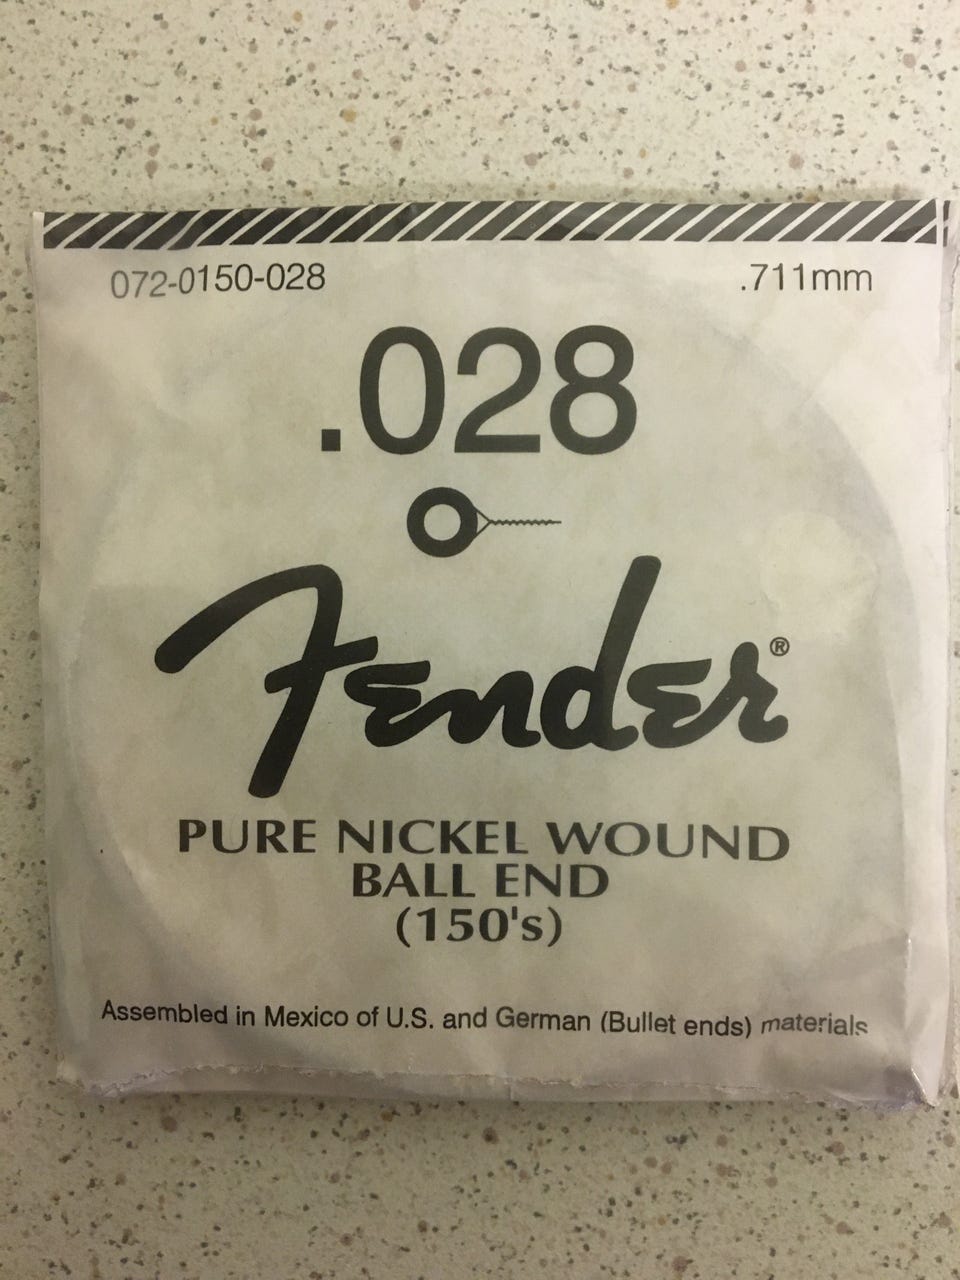 072-0150-028 .711mm
.028
Fender®
PURE NICKEL WOUND
BALL END
(150's)
Assembled in Mexico of U.S. and German (Bullet ends) materials